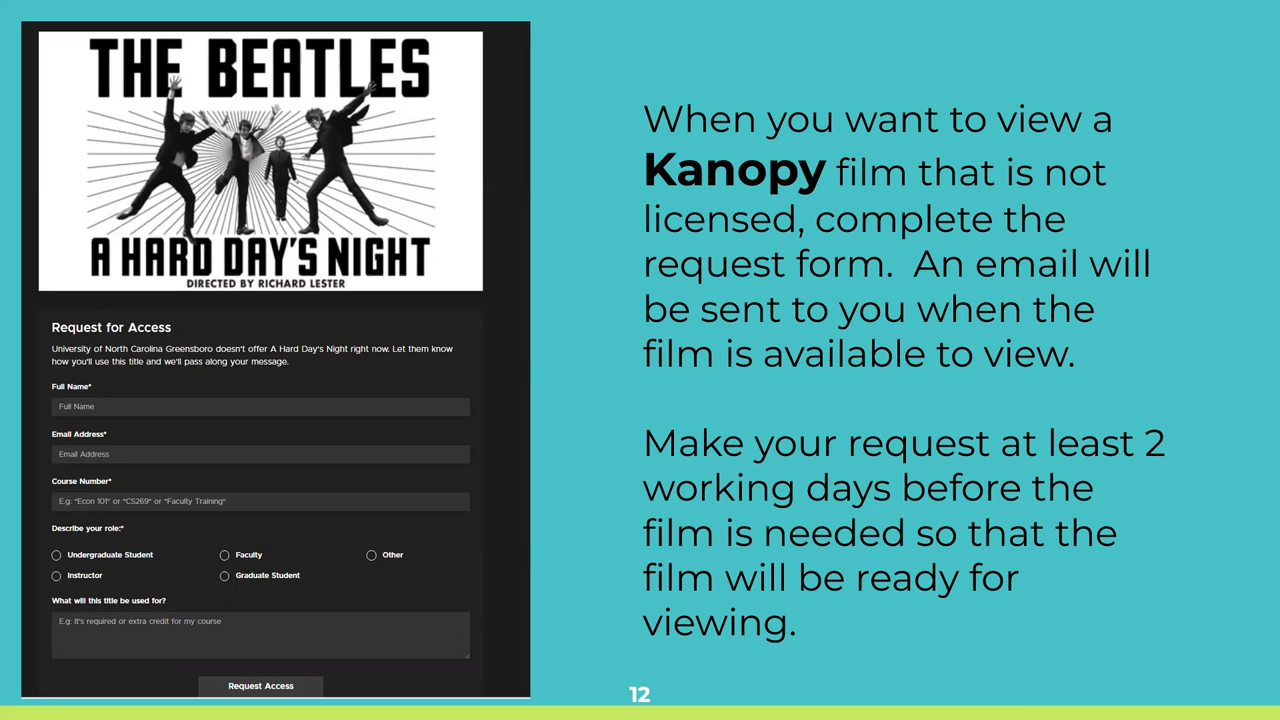 THE BEATLES
A HARD DAY'S NIGHT
DIRECTED BY RICHARD LESTER
Request for Access
University of North Carolina Greensboro doesn't offer A Hard Day's Night right now. Let them know
how you'll use this title and we'll pass along your message.
Full Name*
Full Name
Email Address*
Email Address
Course Number*
E.g: "Econ 101" or "CS269" or "Faculty Training"
Describe your role:*
Undergraduate Student Faculty Other
Instructor Graduate Student
What will this title be used for?
E.g: It's required or extra credit for my course
Request Access
When you want to view a
Kanopy film that is not
licensed, complete the
request form.  An email will
be sent to you when the
film is available to view.
Make your request at least 2
working days before the
film is needed so that the
film will be ready for
viewing.
12